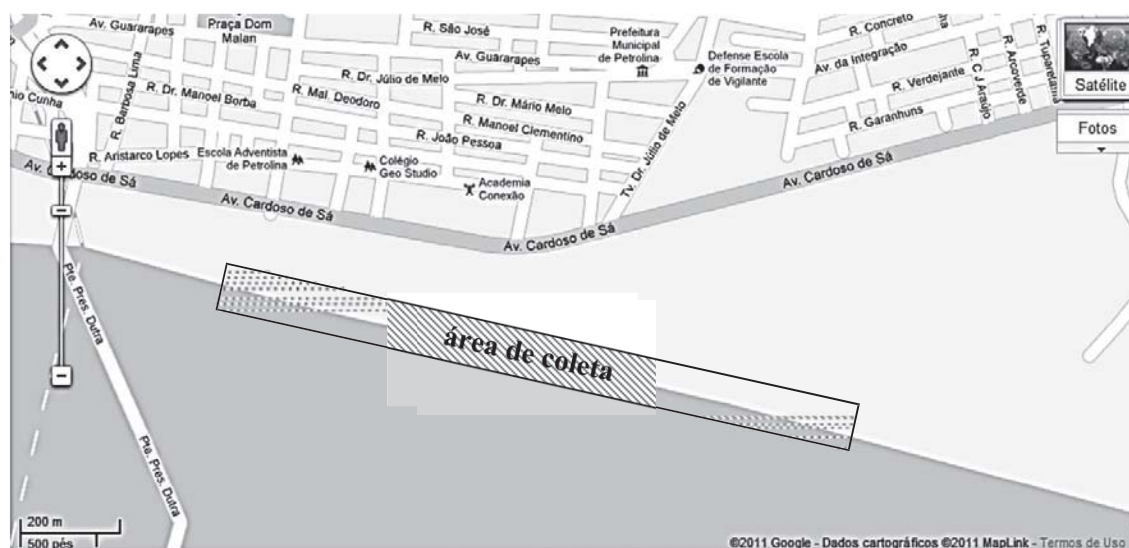 Av. Guararapes
Praça Dom
Malan
R. São José
Av. Guararapes
Prefeitura
Municipal
de Petrolina
Defense Escola
de Formação
de Vigilante
R. Concreto
Av. da Integração
R. Verdejante
R. Garanhuns
R. C J Araújo
R. Arcoverde
R. Tuparetama
Satélite
Fotos
R. Barbosa Lima
R. Dr. Manoel Borba
R. Dr. Júlio de Melo
R. Mal. Deodoro
R. Dr. Mário Melo
R. Manoel Clementino
R. João Pessoa
Tv. Dr. Júlio de Melo
R. Aristarco Lopes
Escola Adventista
de Petrolina
Colégio
Geo Studio
Academia
Conexão
Av. Cardoso de Sá
Av. Cardoso de Sá
Av. Cardoso de Sá
Av. Cardoso de Sá
Av. Cardoso de Sá
Pte. Pres. Dutra
Pte. Pres. Dutra
área de coleta
200 m
500 pés
©2011 Google - Dados cartográficos ©2011 MapLink - Termos de Uso